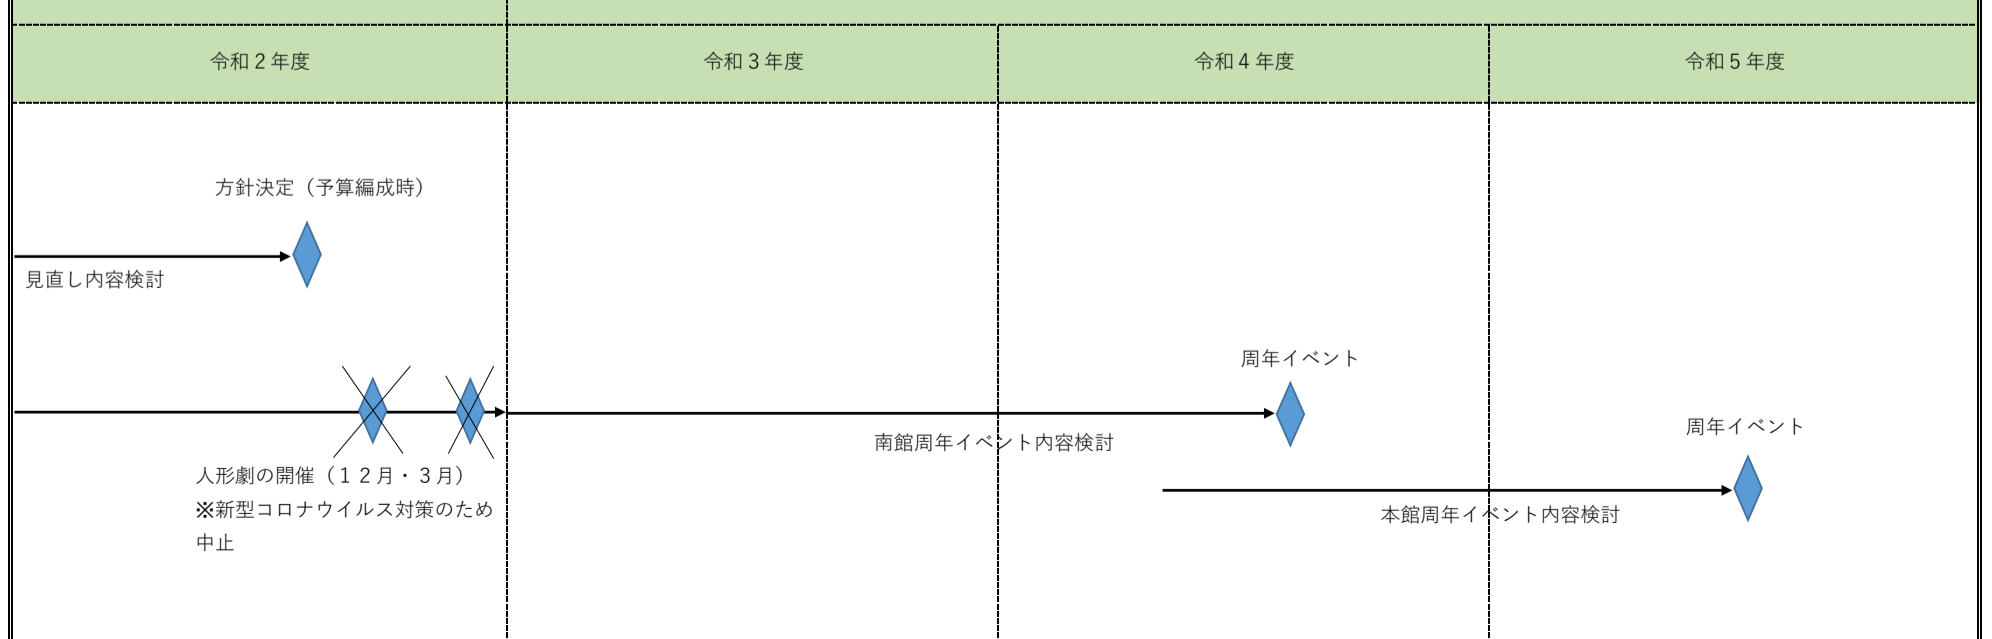 令和２年度
令和３年度
令和４年度
令和５年度
方針決定（予算編成時）
見直し内容検討
周年イベント
南館周年イベント内容検討
周年イベント
人形劇の開催（１２月・３月）
※新型コロナウイルス対策のため
中止
本館周年イベント内容検討